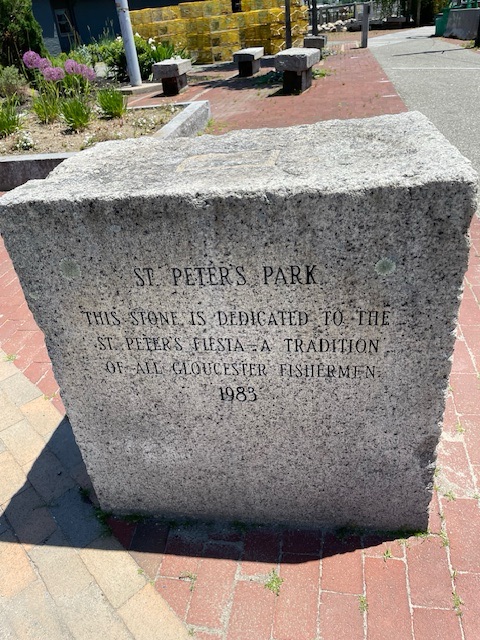 ST. PETER'S PARK
THIS STONE IS DEDICATED TO THE
ST. PETER'S FIESTA - A TRADITION
OF ALL GLOUCESTER FISHERMEN.
1983